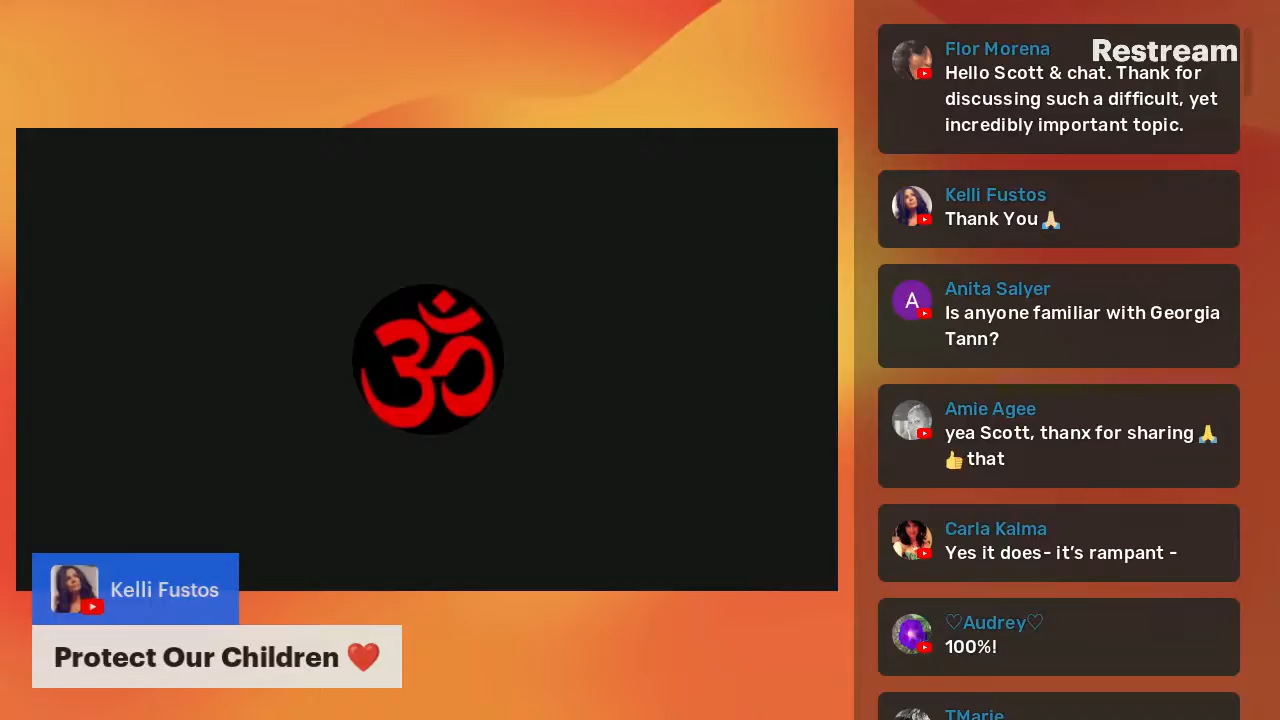 Restream
Flor Morena
Hello Scott & chat. Thank for
discussing such a difficult, yet
incredibly important topic.
Kelli Fustos
Thank You🙏🏼
Anita Salyer
A
Is anyone familiar with Georgia
Tann?
Amie Agee
yea Scott, thanx for sharing🙏
👍that
Carla Kalma
Yes it does- it’s rampant -
♡Audrey♡
100%!
TMarie
ॐ
Kelli Fustos
Protect Our Children ❤️